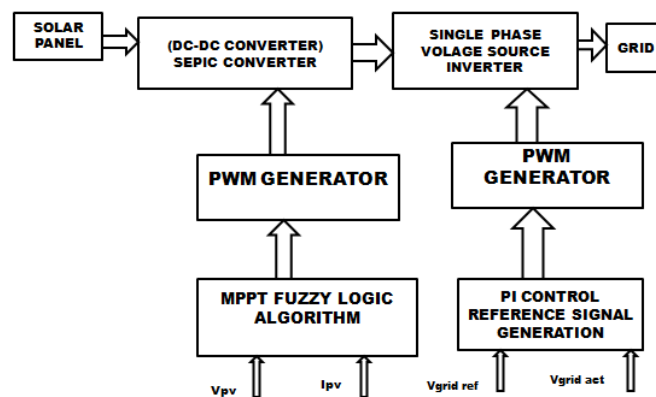 SOLAR
PANEL
(DC-DC CONVERTER)
SEPIC CONVERTER
SINGLE PHASE
VOLAGE SOURCE
INVERTER
GRID
PWM GENERATOR
PWM
GENERATOR
MPPT FUZZY LOGIC
ALGORITHM
PI CONTROL
REFERENCE SIGNAL
GENERATION
Vpv
Ipv
Vgrid ref
Vgrid act